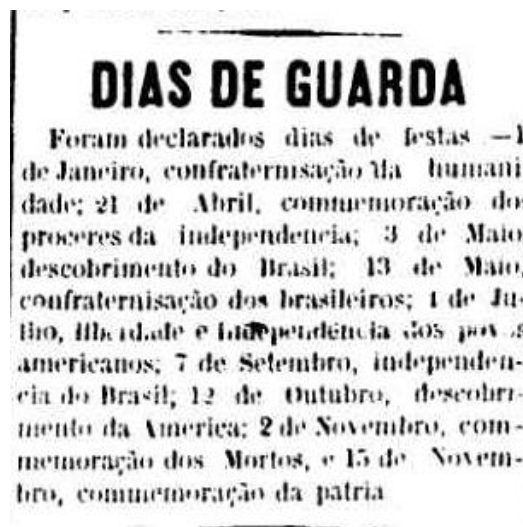 DIAS DE GUARDA
Foram declarados dias de festas —1
de Janeiro, confraternisação da humani
dade; 21 de Abril, commemoração do
proceres da independencia; 3 de Maio
descobrimento do Brasil; 13 de Maio,
confraternisação dos brasileiros; 4 de Ju
lho, liberdade e independencia dos povos
americanos; 7 de Setembro, independen-
cia do Brasil; 12 de Outubro, descobri-
mento da America; 2 de Novembro, com-
memoração dos Mortos, e 15 de Novem-
bro, commemoração da patria